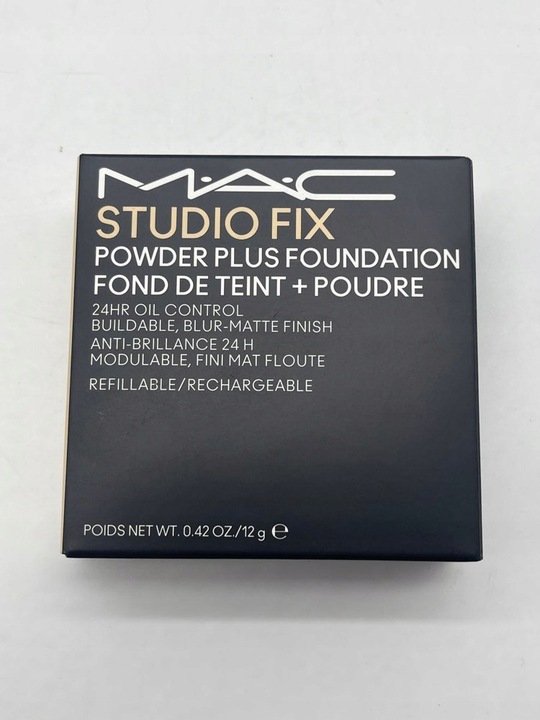 M·A·C
STUDIO FIX
POWDER PLUS FOUNDATION
FOND DE TEINT + POUDRE
24HR OIL CONTROL
BUILDABLE, BLUR-MATTE FINISH
ANTI-BRILLANCE 24 H
MODULABLE, FINI MAT FLOUTE
REFILLABLE/RECHARGEABLE
POIDS NET WT. 0.42 OZ./12 g ℮